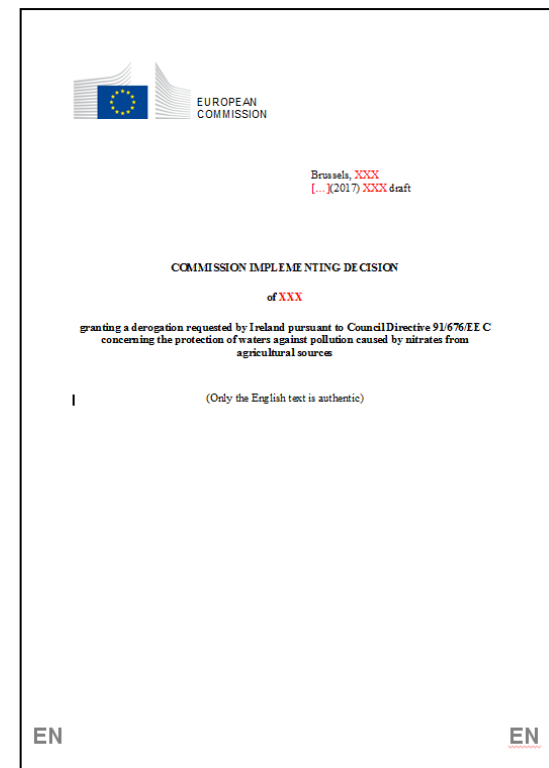 EUROPEAN
COMMISSION
Brussels, XXX
[…](2017) XXX draft
COMMISSION IMPLEMENTING DECISION
of XXX
granting a derogation requested by Ireland pursuant to Council Directive 91/676/EEC
concerning the protection of waters against pollution caused by nitrates from
agricultural sources
(Only the English text is authentic)
EN
EN